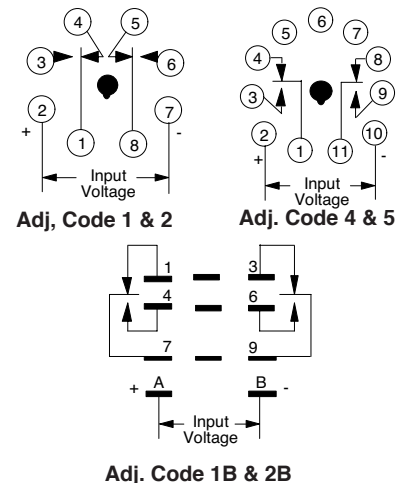 4 5
3 6
2 7
+ 1 8 -
Input
Voltage
Adj, Code 1 & 2
6
5 7
4 8
3 9
2 10
+ 1 11 -
Input
Voltage
Adj. Code 4 & 5
1 3
4 6
7 9
+ A B -
Input
Voltage
Adj. Code 1B & 2B